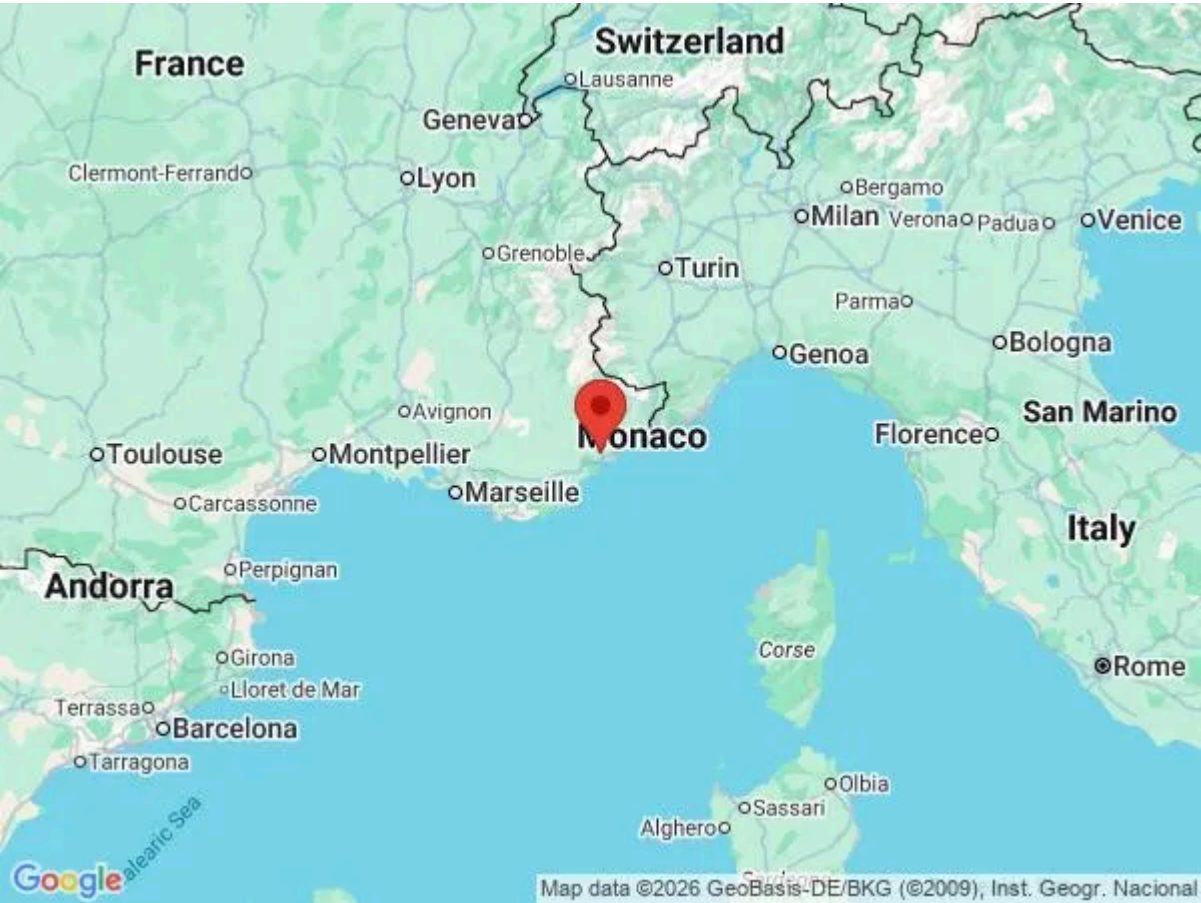 France
Switzerland
Lausanne
Geneva
Clermont-Ferrand
Lyon
Bergamo
Milan
Verona
Padua
Venice
Grenoble
Turin
Parma
Genoa
Bologna
Avignon
San Marino
Monaco
Florence
Toulouse
Montpellier
Marseille
Carcassonne
Italy
Perpignan
Andorra
Corse
Girona
Rome
Lloret de Mar
Terrassa
Barcelona
Tarragona
Olbia
Sassari
Alghero
alearic Sea
Google
Map data ©2026 GeoBasis-DE/BKG (©2009), Inst. Geogr. Nacional